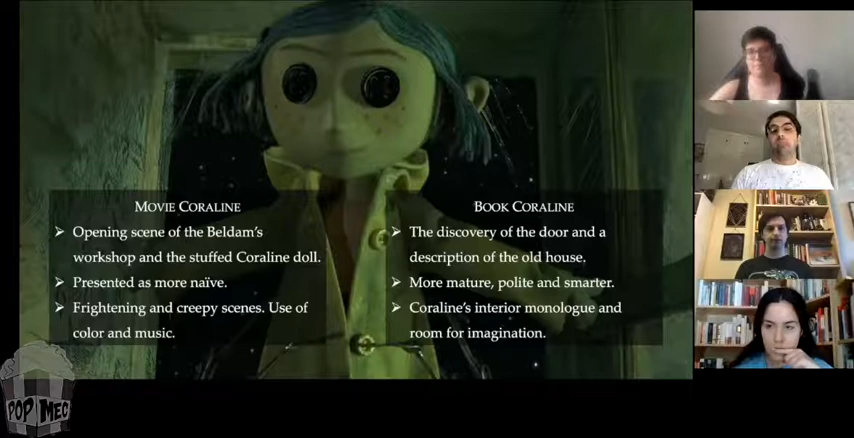 MOVIE CORALINE
➢ Opening scene of the Beldam's
workshop and the stuffed Coraline doll.
➢ Presented as more naïve.
➢ Frightening and creepy scenes. Use of
color and music.
BOOK CORALINE
➢ The discovery of the door and a
description of the old house.
➢ More mature, polite and smarter.
➢ Coraline's interior monologue and
room for imagination.
POP MEC